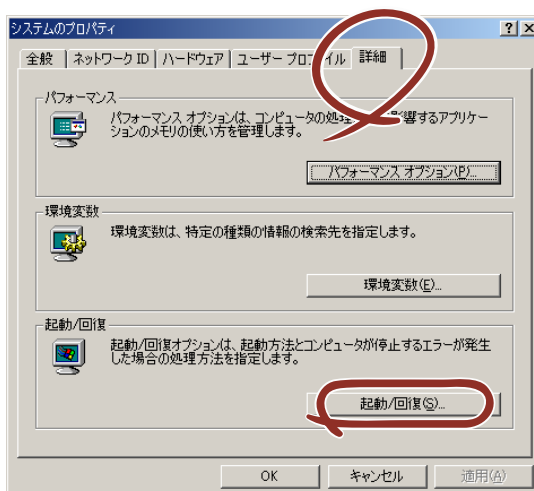 システムのプロパティ
? ×
全般 ネットワーク ID ハードウェア ユーザー プロ イル 詳細
パフォーマンス
パフォーマンス オプションは、コンピュータの処理 影響するアプリケー
ションのメモリの使い方を管理します。
パフォーマンス オプション(P)...
環境変数
環境変数は、特定の種類の情報の検索先を指定します。
環境変数(E)...
起動/回復
起動/回復オプションは、起動方法とコンピュータが停止するエラーが発生
した場合の処理方法を指定します。
起動/回復(S)...
OK キャンセル 適用(A)